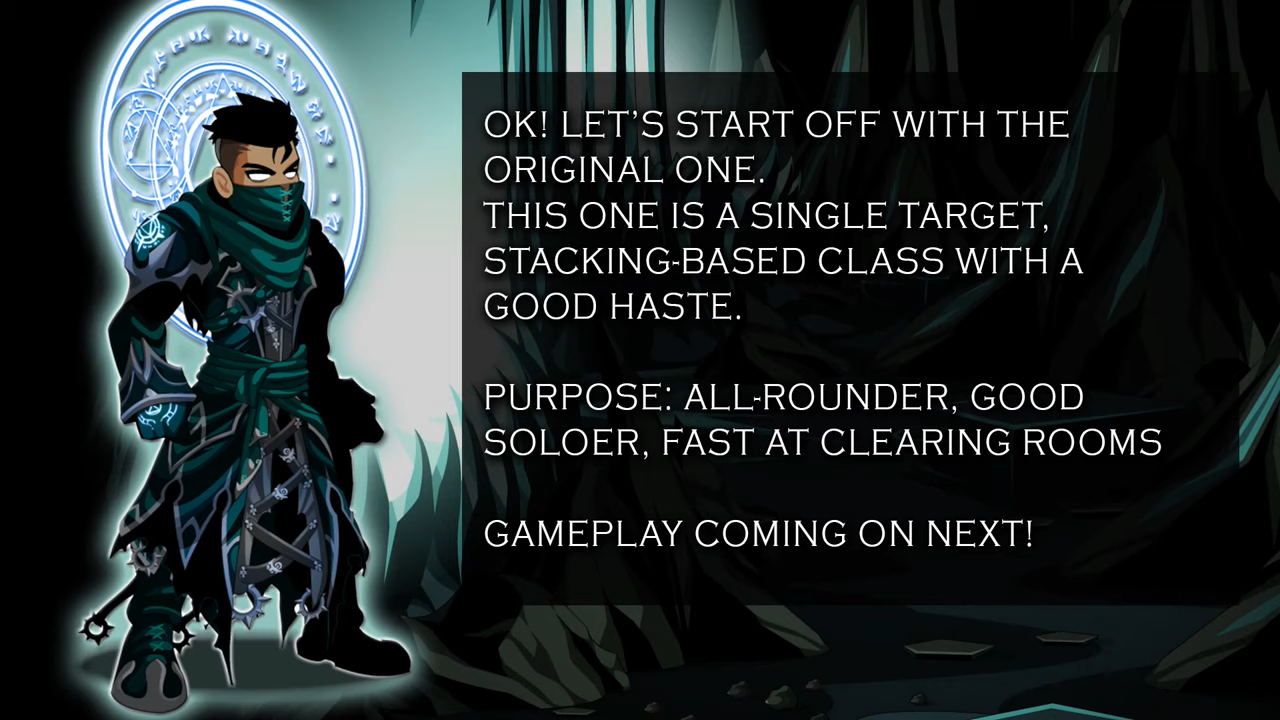 OK! LET'S START OFF WITH THE
ORIGINAL ONE.
THIS ONE IS A SINGLE TARGET,
STACKING-BASED CLASS WITH A
GOOD HASTE.
PURPOSE: ALL-ROUNDER, GOOD
SOLOER, FAST AT CLEARING ROOMS
GAMEPLAY COMING ON NEXT!